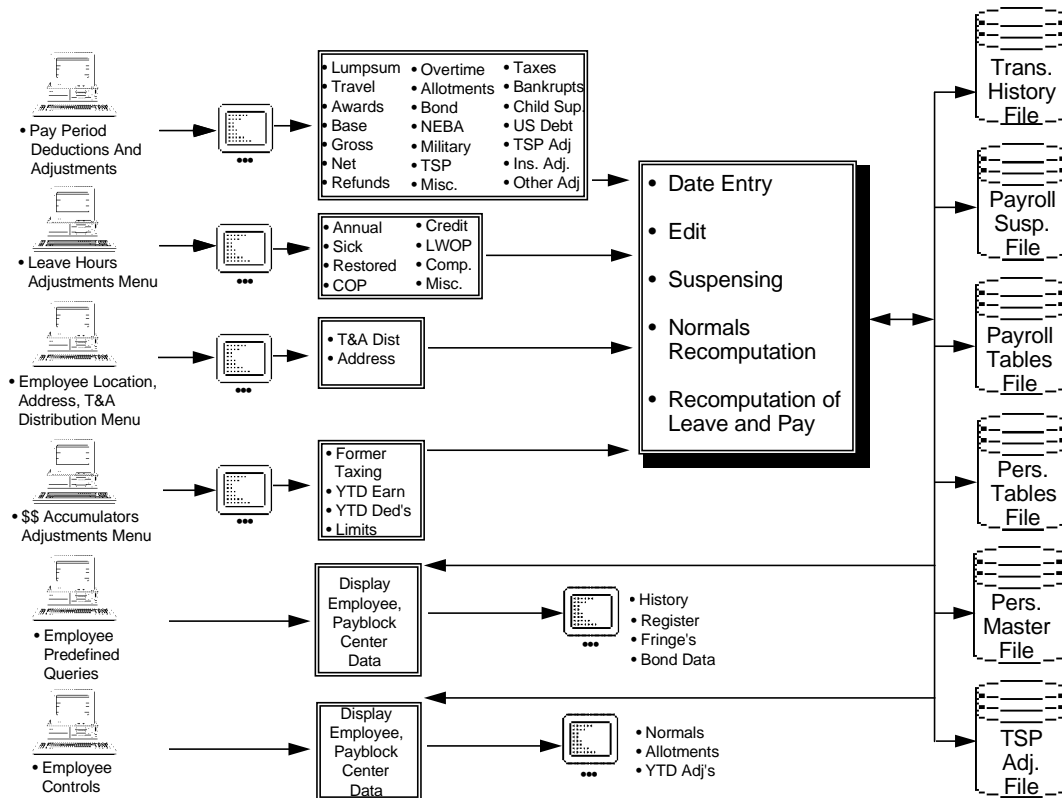 • Pay Period
Deductions And
Adjustments
•••
• Lumpsum
• Travel
• Awards
• Base
• Gross
• Net
• Refunds
• Overtime
• Allotments
• Bond
• NEBA
• Military
• TSP
• Misc.
• Taxes
• Bankrupts
• Child Sup.
• US Debt
• TSP Adj
• Ins. Adj.
• Other Adj
• Leave Hours
Adjustments Menu
•••
• Annual
• Sick
• Restored
• COP
• Credit
• LWOP
• Comp.
• Misc.
• Employee Location,
Address, T&A
Distribution Menu
•••
• T&A Dist
• Address
• $$ Accumulators
Adjustments Menu
•••
• Former
Taxing
• YTD Earn
• YTD Ded's
• Limits
• Date Entry
• Edit
• Suspensing
• Normals
Recomputation
• Recomputation of
Leave and Pay
• Employee
Predefined
Queries
Display
Employee,
Payblock
Center
Data
•••
• History
• Register
• Fringe's
• Bond Data
• Employee
Controls
Display
Employee,
Payblock
Center
Data
•••
• Normals
• Allotments
• YTD Adj's
Trans.
History
File
Payroll
Susp.
File
Payroll
Tables
File
Pers.
Tables
File
Pers.
Master
File
TSP
Adj.
File